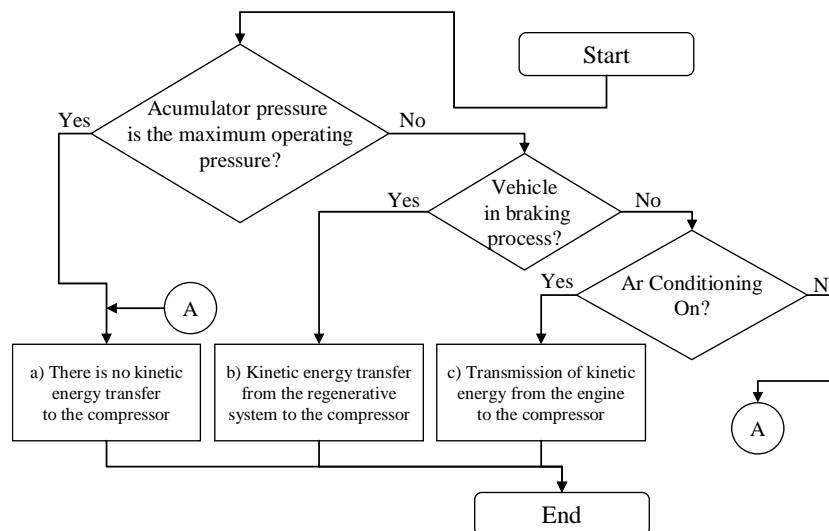 Start
Acumulator pressure
is the maximum operating
pressure?
Yes
No
Vehicle
in braking
process?
Yes
No
Ar Conditioning
On?
Yes
N
A
a) There is no kinetic
energy transfer
to the compressor
b) Kinetic energy transfer
from the regenerative
system to the compressor
c) Transmission of kinetic
energy from the engine
to the compressor
A
End